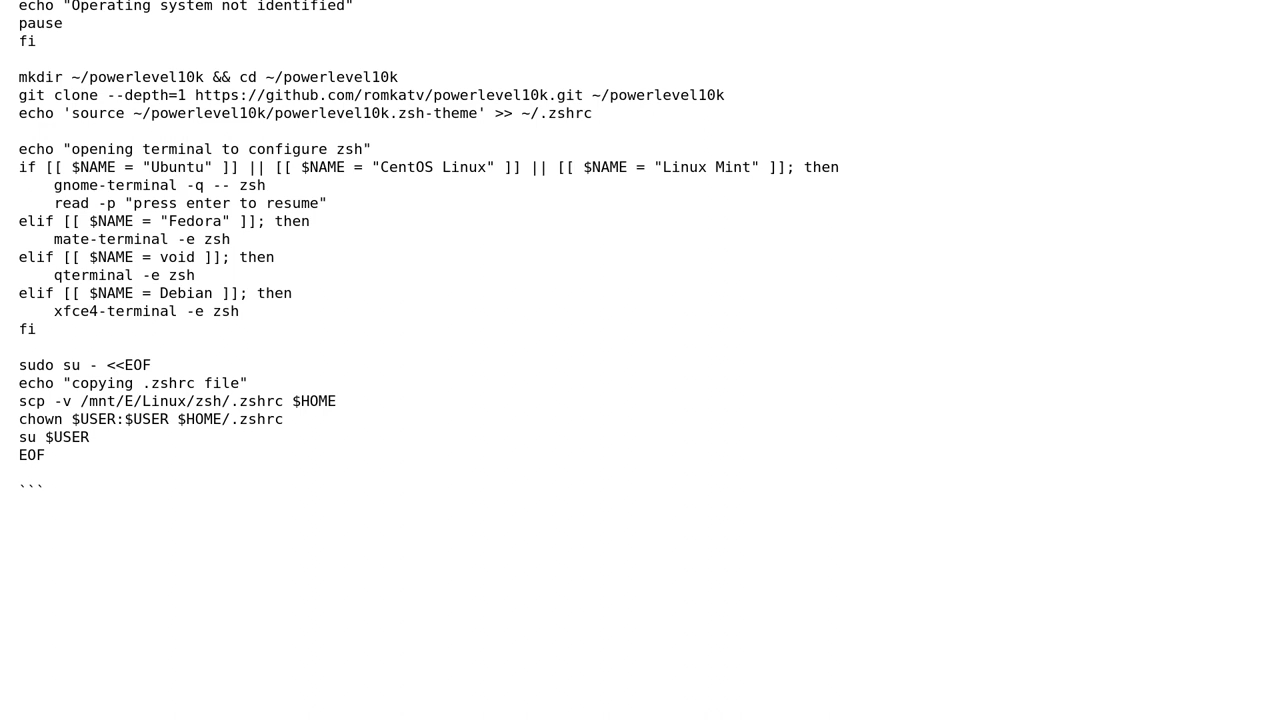 echo "Operating system not identified"
pause
fi
mkdir ~/powerlevel10k && cd ~/powerlevel10k
git clone --depth=1 https://github.com/romkatv/powerlevel10k.git ~/powerlevel10k
echo 'source ~/powerlevel10k/powerlevel10k.zsh-theme' >> ~/.zshrc
echo "opening terminal to configure zsh"
if [[ $NAME = "Ubuntu" ]] || [[ $NAME = "CentOS Linux" ]] || [[ $NAME = "Linux Mint" ]]; then
    gnome-terminal -q -- zsh
    read -p "press enter to resume"
elif [[ $NAME = "Fedora" ]]; then
    mate-terminal -e zsh
elif [[ $NAME = void ]]; then
    qterminal -e zsh
elif [[ $NAME = Debian ]]; then
    xfce4-terminal -e zsh
fi
sudo su - <<EOF
echo "copying .zshrc file"
scp -v /mnt/E/Linux/zsh/.zshrc $HOME
chown $USER:$USER $HOME/.zshrc
su $USER
EOF
```